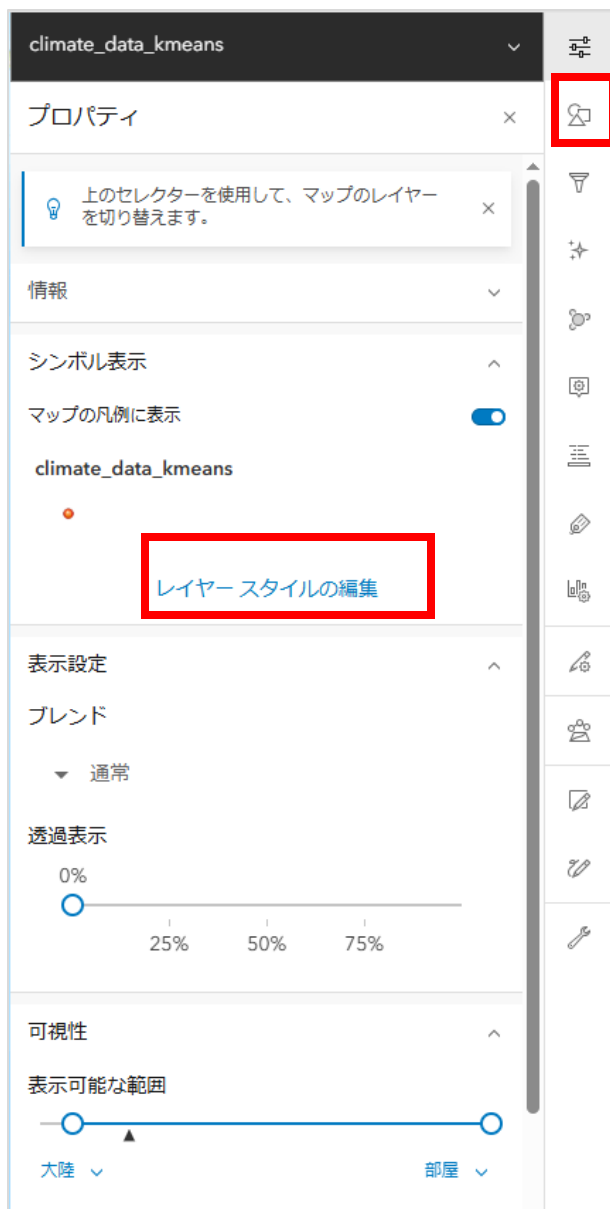 climate_data_kmeans
プロパティ
上のセレクターを使用して、マップのレイヤー
を切り替えます。
情報
シンボル表示
マップの凡例に表示
climate_data_kmeans
レイヤー スタイルの編集
表示設定
ブレンド
通常
透過表示
0%
25% 50% 75%
可視性
表示可能な範囲
大陸 部屋